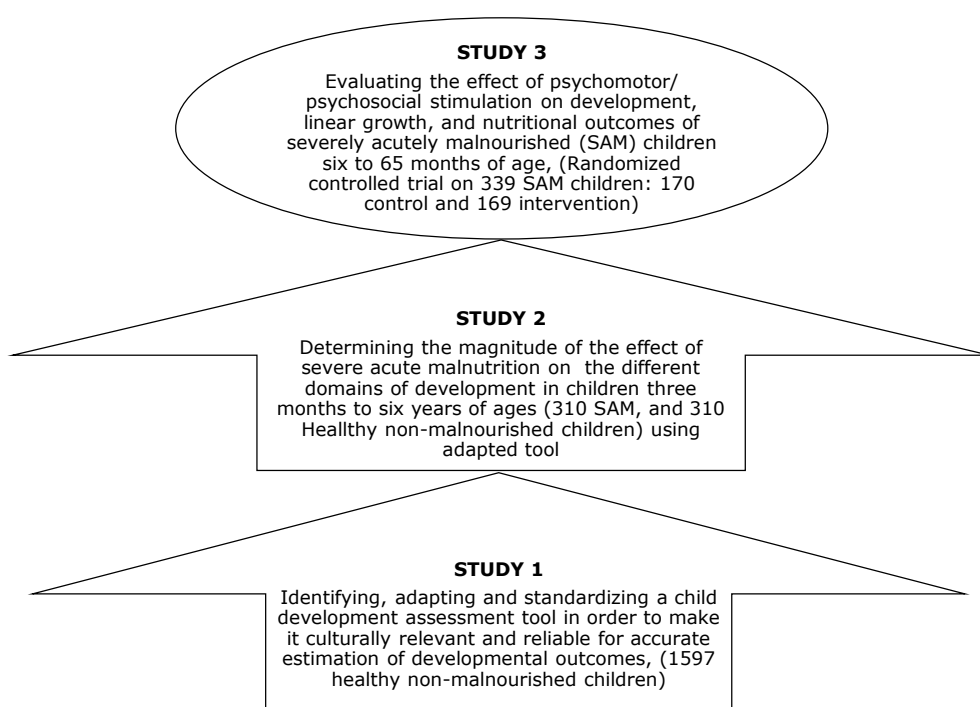 STUDY 3
Evaluating the effect of psychomotor/
psychosocial stimulation on development,
linear growth, and nutritional outcomes of
severely acutely malnourished (SAM) children
six to 65 months of age, (Randomized
controlled trial on 339 SAM children: 170
control and 169 intervention)
STUDY 2
Determining the magnitude of the effect of
severe acute malnutrition on the different
domains of development in children three
months to six years of ages (310 SAM, and 310
Heallthy non-malnourished children) using
adapted tool
STUDY 1
Identifying, adapting and standardizing a child
development assessment tool in order to make
it culturally relevant and reliable for accurate
estimation of developmental outcomes, (1597
healthy non-malnourished children)